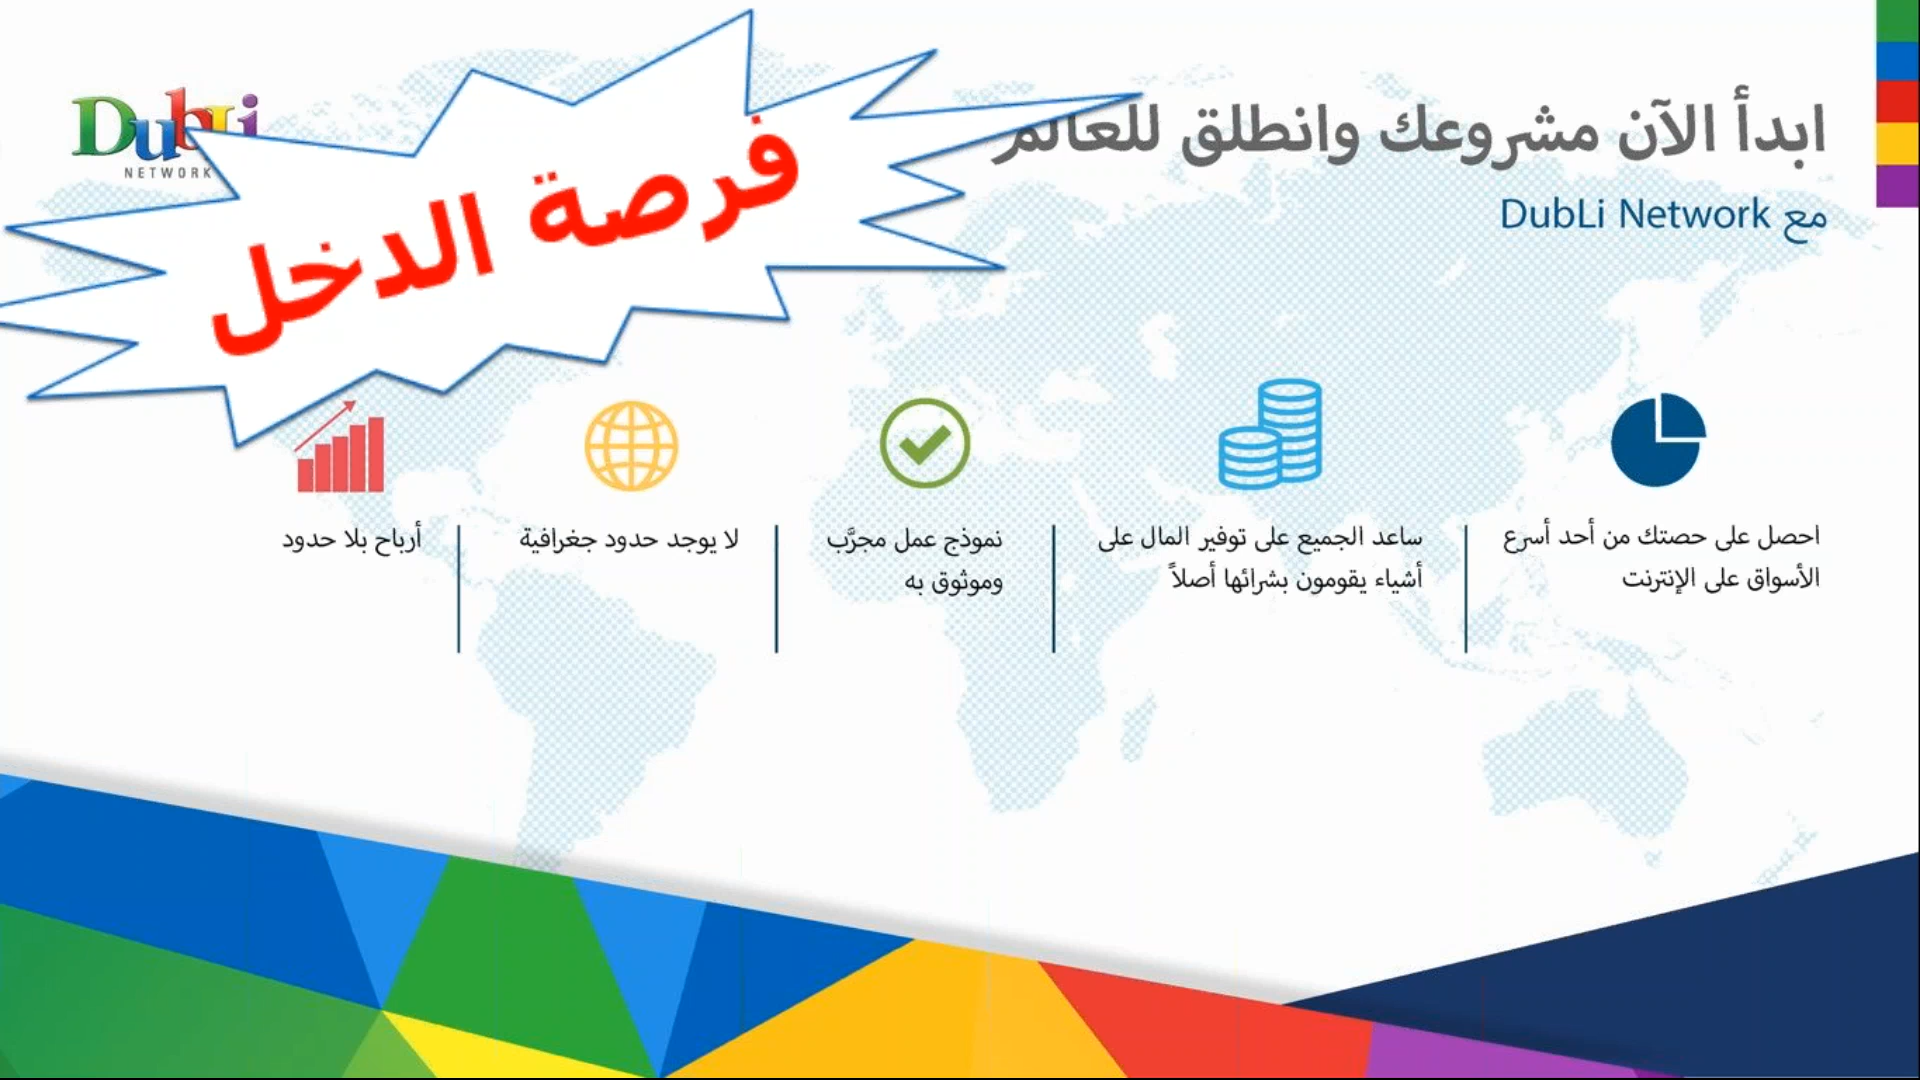 ابدأ الآن مشروعك وانطلق للعالم
مع DubLi Network
DubLi
NETWORK
فرصة الدخل
احصل على حصتك من أحد أسرع
الأسواق على الإنترنت
ساعد الجميع على توفير المال على
أشياء يقومون بشرائها أصلاً
نموذج عمل مجرَّب
وموثوق به
لا يوجد حدود جغرافية
أرباح بلا حدود